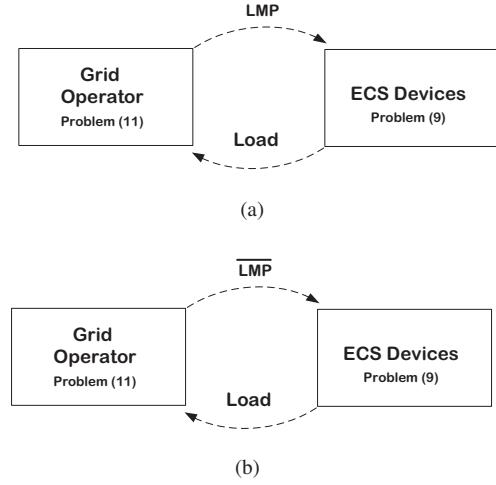 LMP
Grid
Operator
Problem (11)
ECS Devices
Problem (9)
Load
(a)
LMP
Grid
Operator
Problem (11)
ECS Devices
Problem (9)
Load
(b)